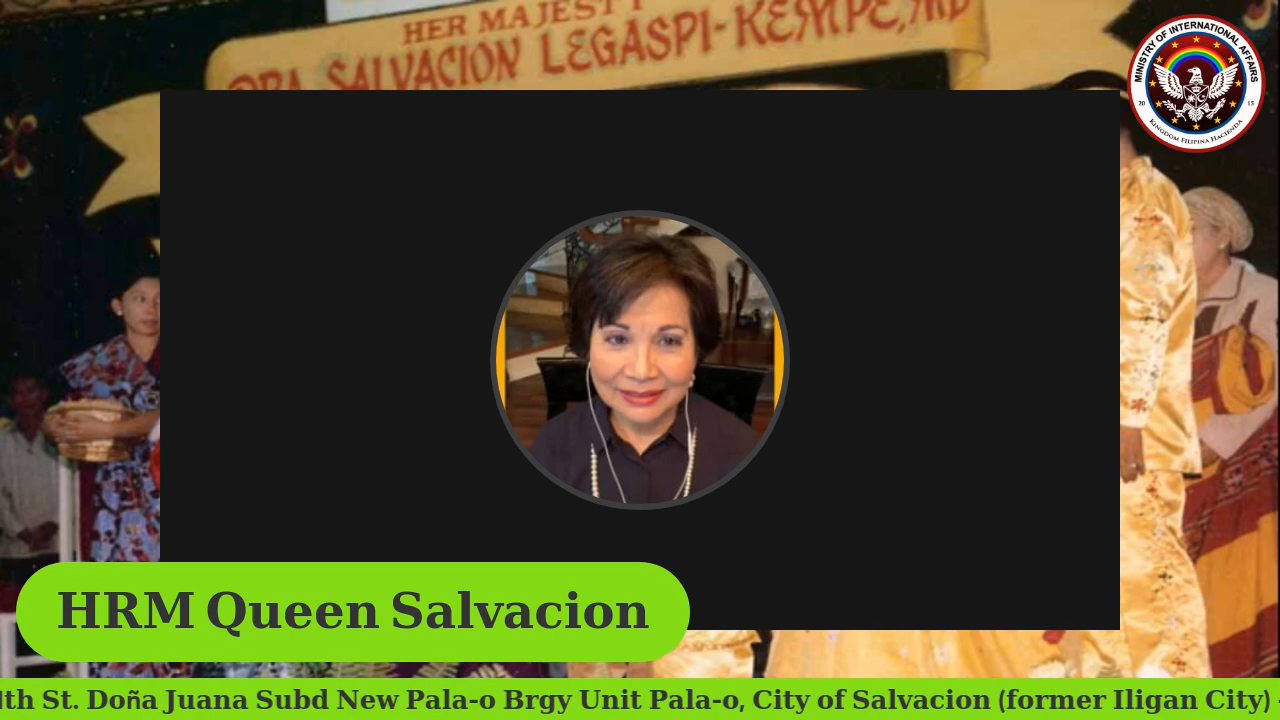 HER MAJESTY
DRA. SALVACION LEGASPI-KEMPE, MD
MINISTRY OF INTERNATIONAL AFFAIRS
20 15
KINGDOM FILIPINA HACIENDA
HRM Queen Salvacion
St. Doña Juana Subd New Pala-o Brgy Unit Pala-o, City of Salvacion (former Iligan City)